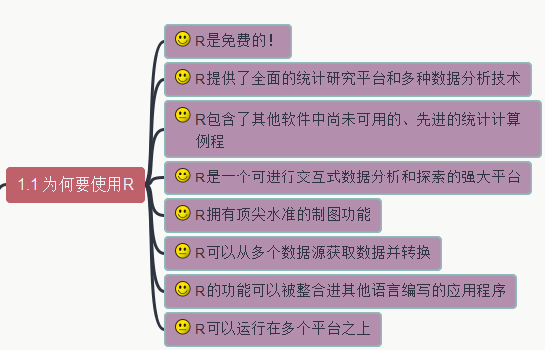 1.1 为何要使用R
R是免费的！
R提供了全面的统计研究平台和多种数据分析技术
R包含了其他软件中尚未可用的、先进的统计计算
例程
R是一个可进行交互式数据分析和探索的强大平台
R拥有顶尖水准的制图功能
R可以从多个数据源获取数据并转换
R的功能可以被整合进其他语言编写的应用程序
R可以运行在多个平台之上